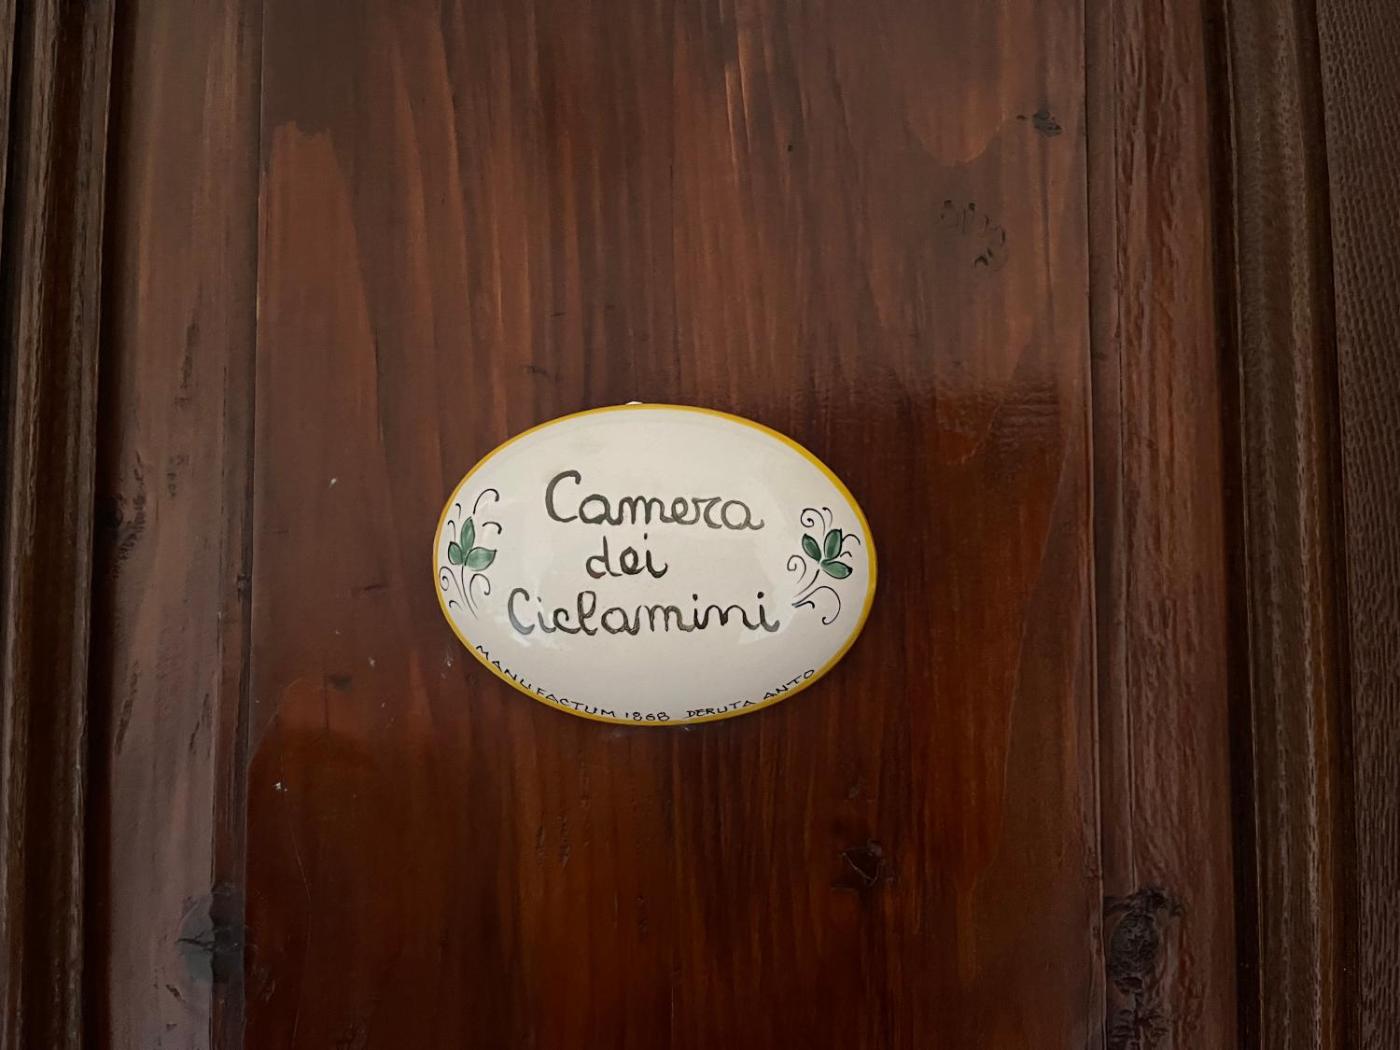 Camera
dei
Ciclamini
MANUFACTUM 1868 DERUTA ANTO